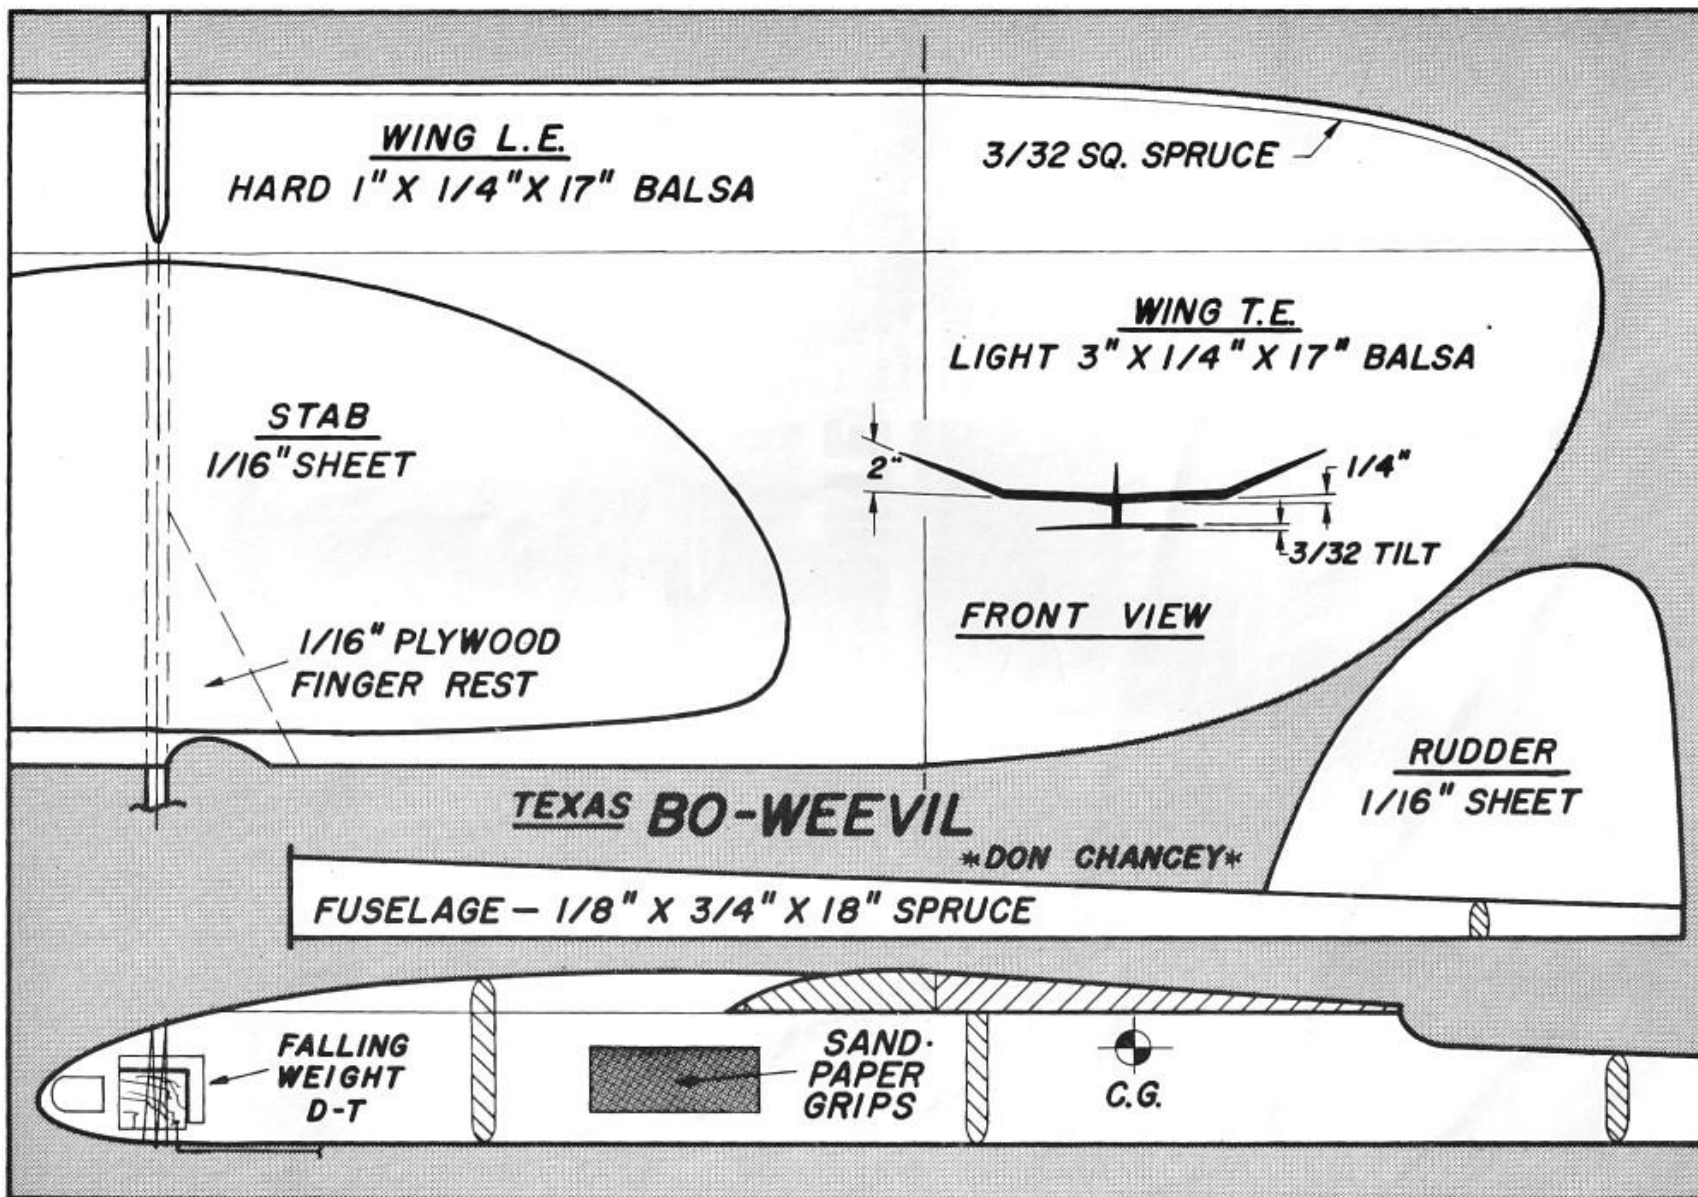 WING L.E.
HARD 1" X 1/4" X 17" BALSA
3/32 SQ. SPRUCE
WING T.E.
LIGHT 3" X 1/4" X 17" BALSA
STAB
1/16" SHEET
2"
1/4"
3/32 TILT
FRONT VIEW
1/16" PLYWOOD
FINGER REST
RUDDER
1/16" SHEET
TEXAS BO-WEEVIL
*DON CHANCEY*
FUSELAGE - 1/8" X 3/4" X 18" SPRUCE
FALLING
WEIGHT
D-T
SAND-
PAPER
GRIPS
C.G.